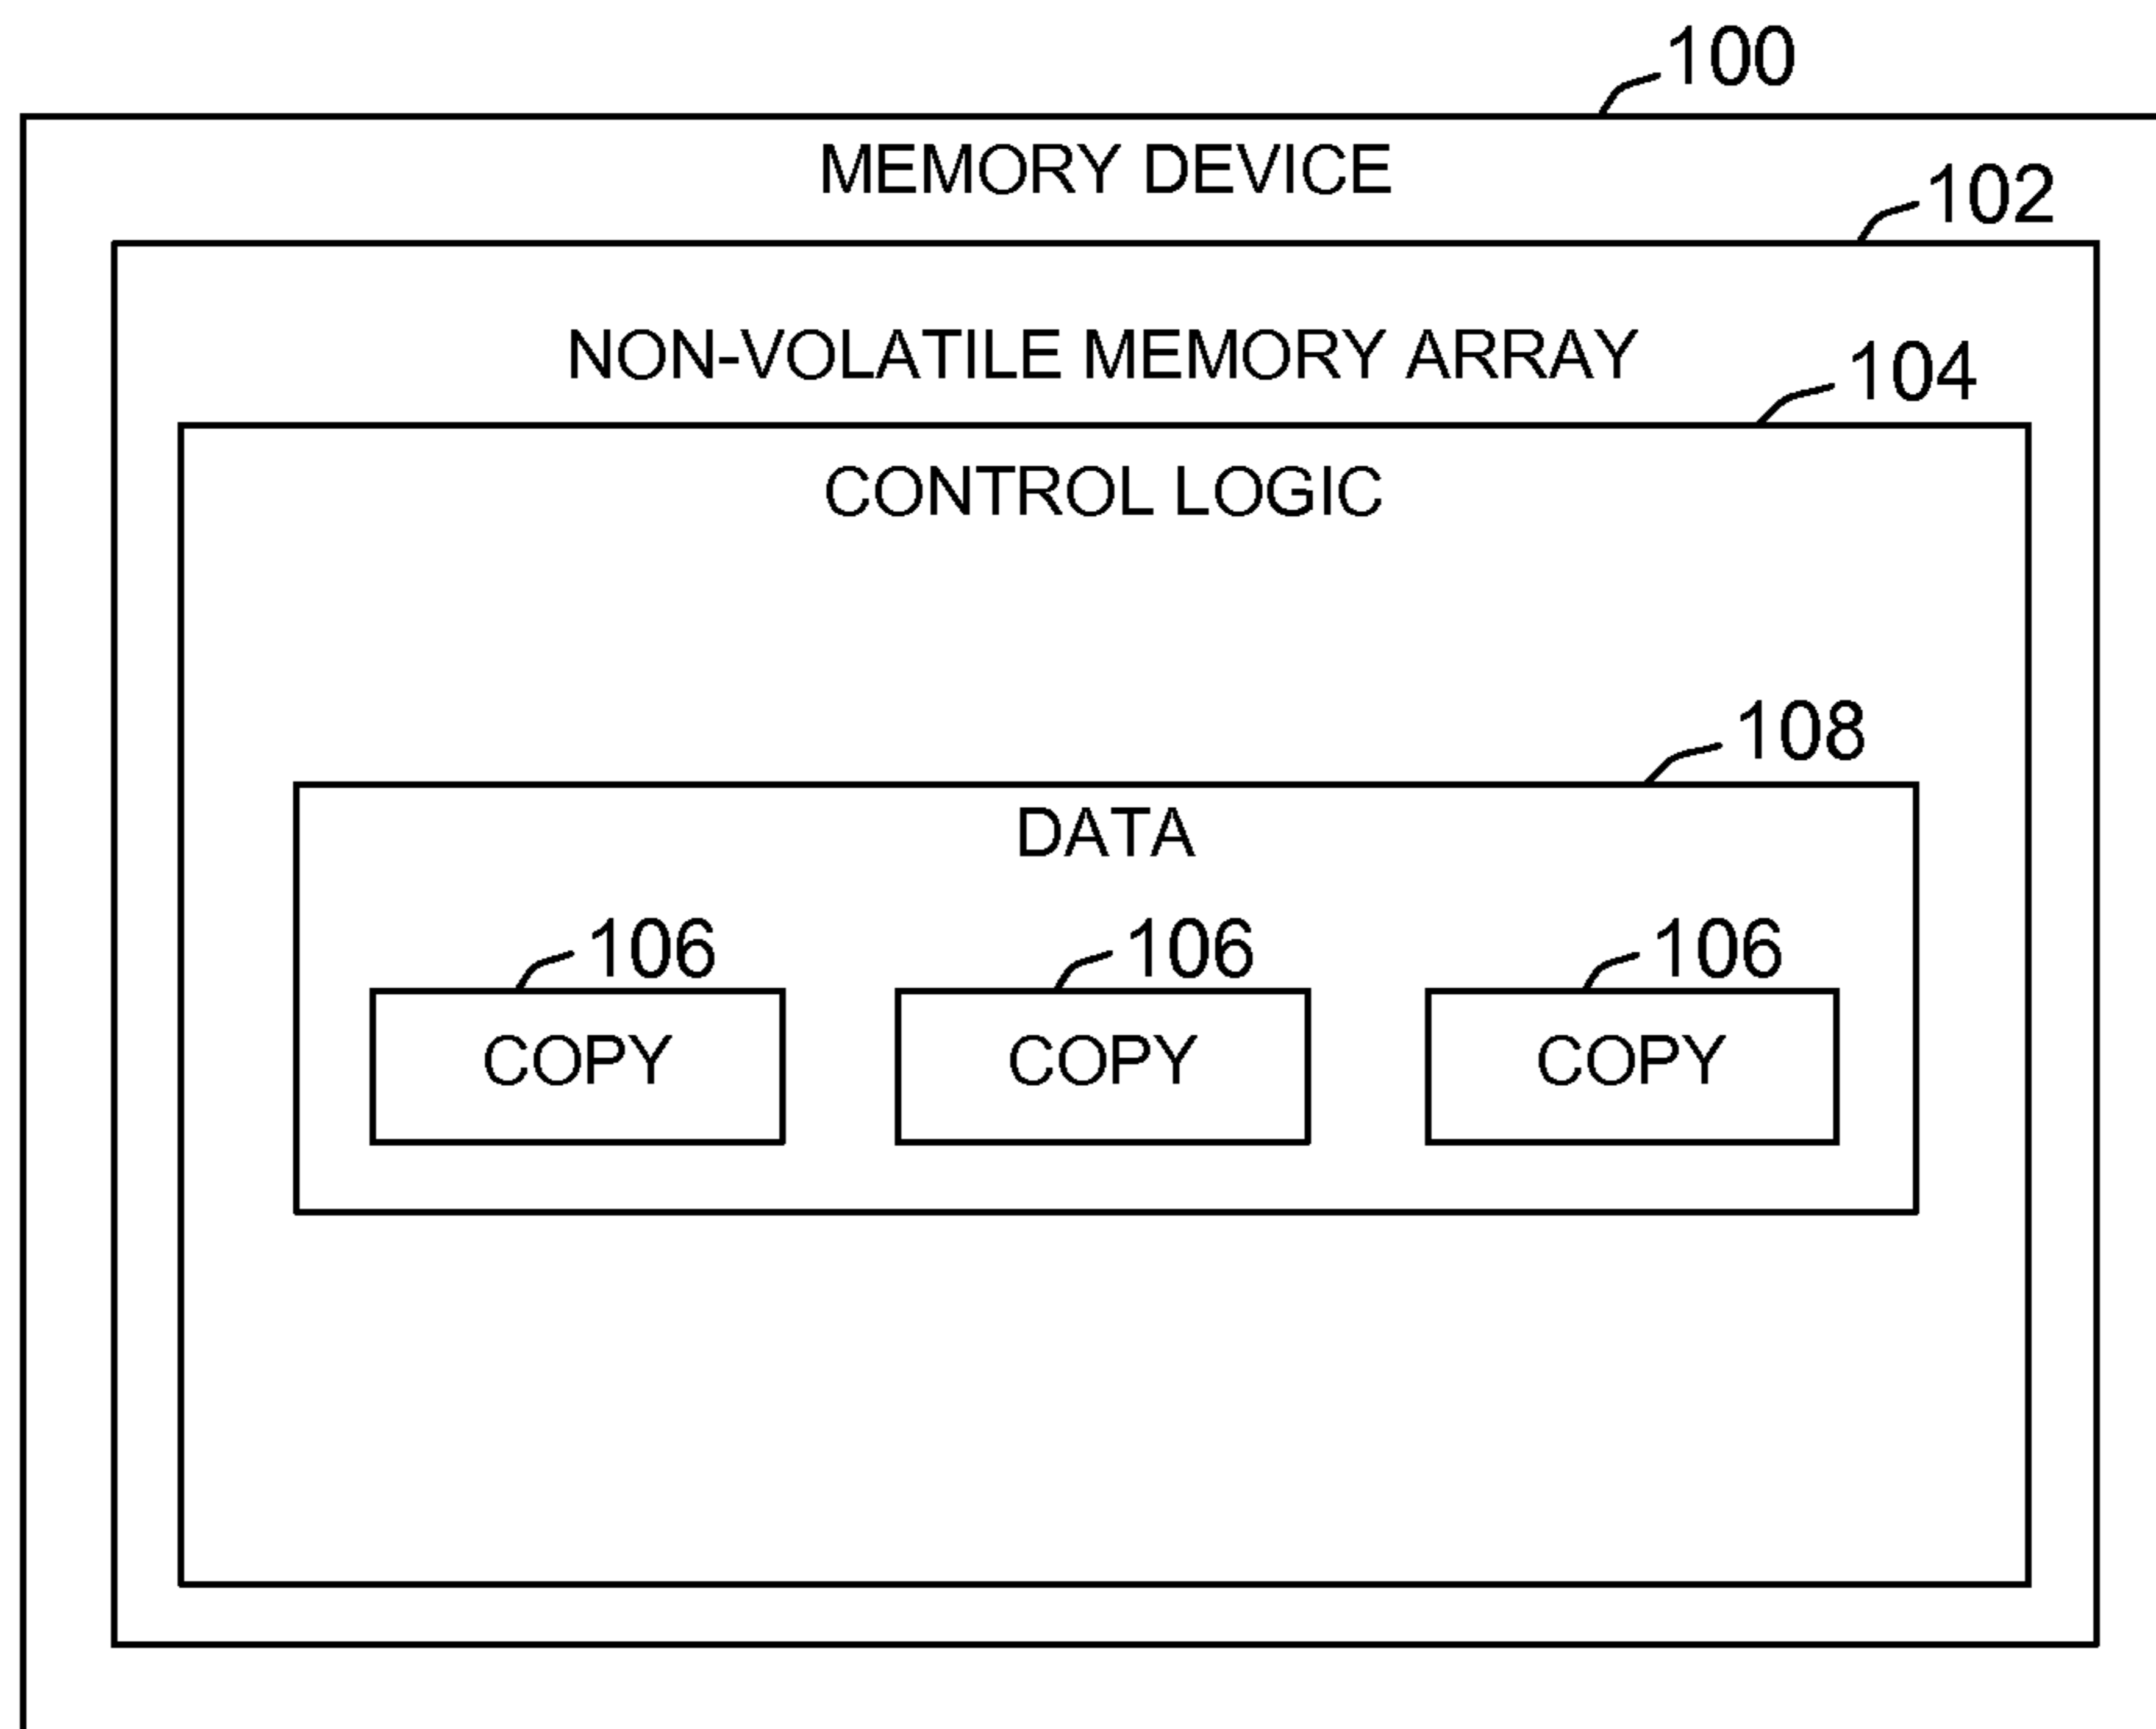 100
MEMORY DEVICE
102
NON-VOLATILE MEMORY ARRAY
104
CONTROL LOGIC
108
DATA
106 106 106
COPY COPY COPY